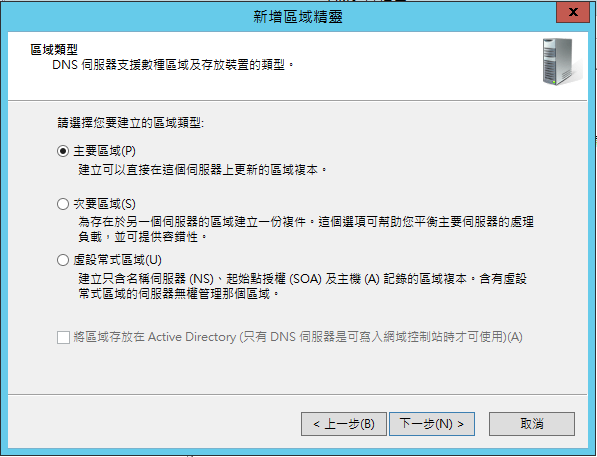 新增區域精靈
x
區域類型
DNS 伺服器支援數種區域及存放裝置的類型。
請選擇您要建立的區域類型:
主要區域(P)
建立可以直接在這個伺服器上更新的區域複本。
次要區域(S)
為存在於另一個伺服器的區域建立一份複件。這個選項可幫助您平衡主要伺服器的處理
負載，並可提供容錯性。
虛設常式區域(U)
建立只含名稱伺服器 (NS)、起始點授權 (SOA) 及主機 (A) 記錄的區域複本。含有虛設
常式區域的伺服器無權管理那個區域。
將區域存放在 Active Directory (只有 DNS 伺服器是可寫入網域控制站時才可使用)(A)
< 上一步(B) 下一步(N) > 取消